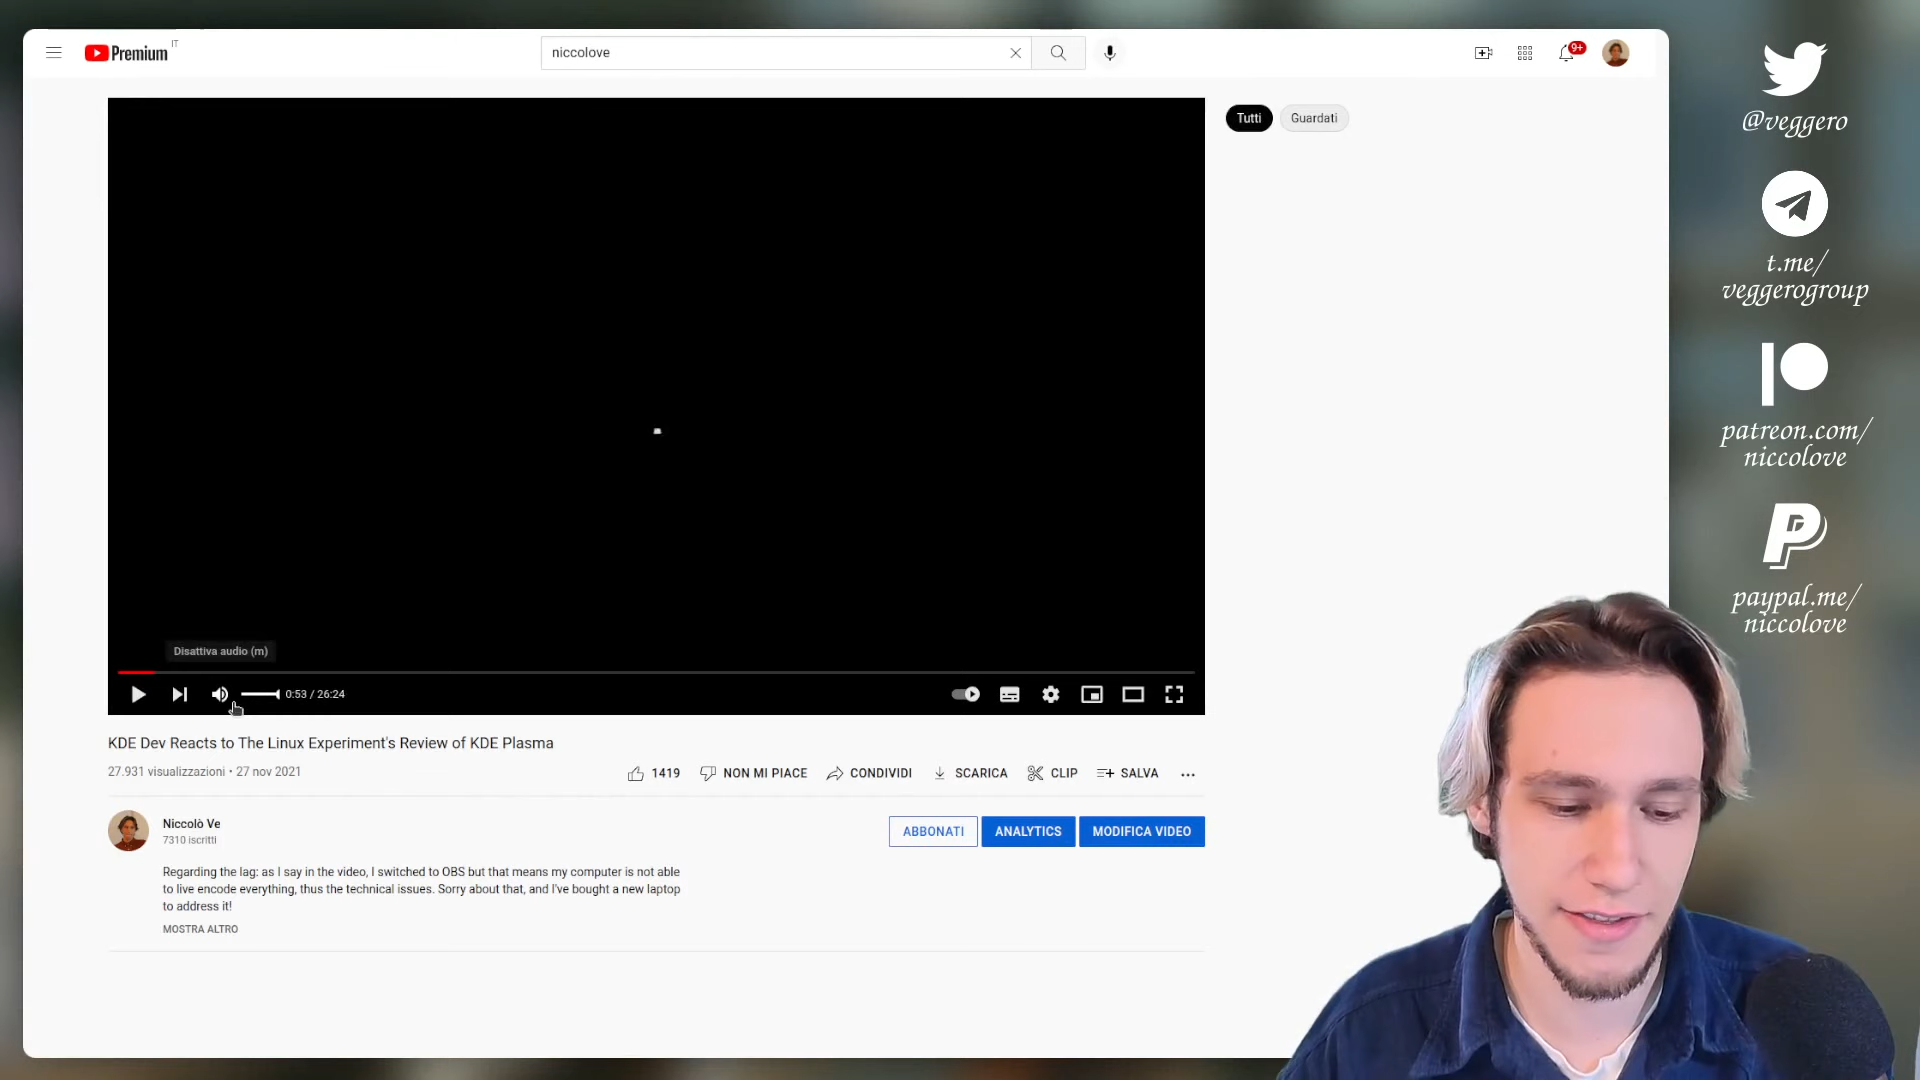 Premium IT
niccolove
9+
Tutti
Guardati
@veggero
t.me/
veggerogroup
patreon.com/
niccolove
paypal.me/
niccolove
Disattiva audio (m)
0:53 / 26:24
KDE Dev Reacts to The Linux Experiment's Review of KDE Plasma
27.931 visualizzazioni • 27 nov 2021
1419 NON MI PIACE CONDIVIDI SCARICA CLIP SALVA
Niccolò Ve
7310 iscritti
ABBONATI ANALYTICS MODIFICA VIDEO
Regarding the lag: as I say in the video, I switched to OBS but that means my computer is not able
to live encode everything, thus the technical issues. Sorry about that, and I've bought a new laptop
to address it!
MOSTRA ALTRO